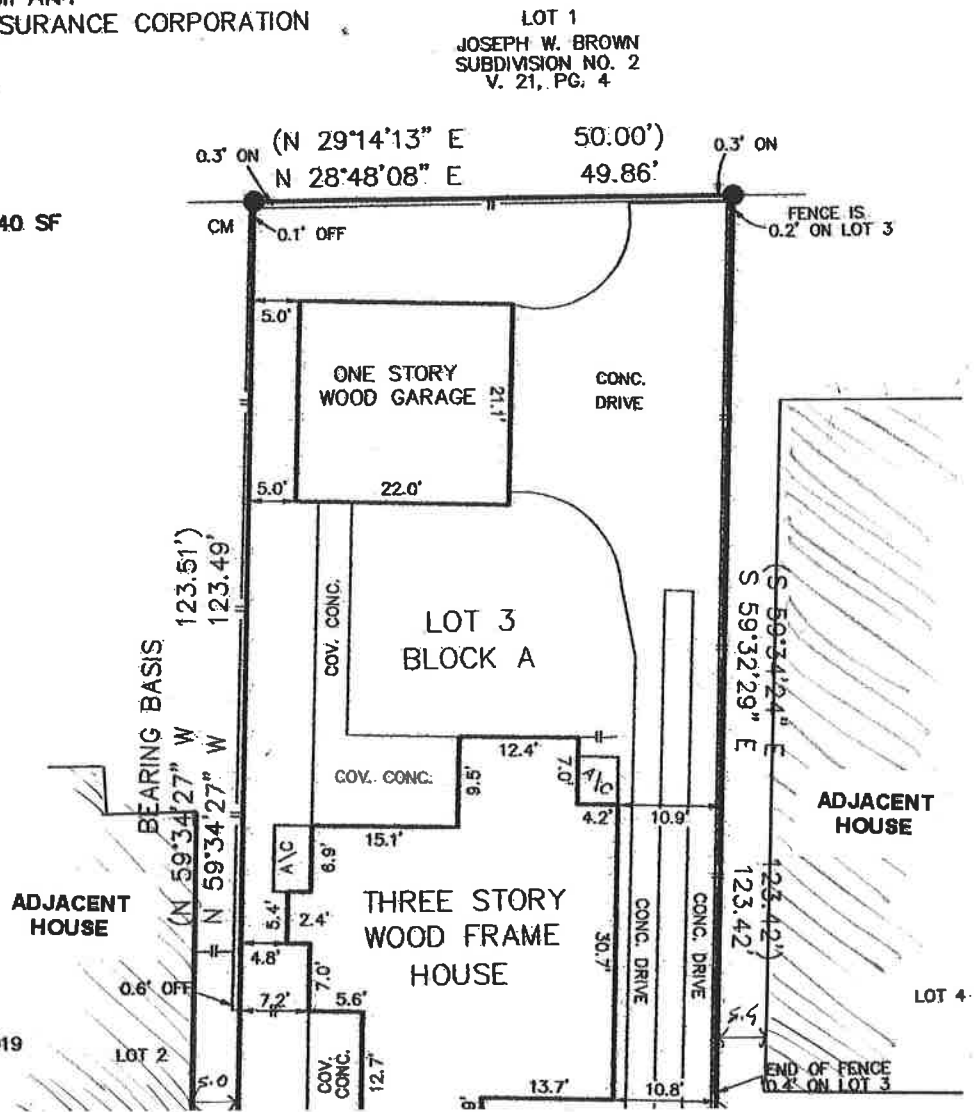 SURANCE CORPORATION
LOT 1
JOSEPH W. BROWN
SUBDIVISION NO. 2
V. 21, PG. 4
(N 29°14'13" E 50.00')
N 28°48'08" E 49.86'
0.3' ON
0.3' ON
40 SF
CM
0.1' OFF
FENCE IS
0.2' ON LOT 3
5.0'
ONE STORY
WOOD GARAGE
21.1'
CONC.
DRIVE
5.0'
22.0'
BEARING BASIS
(N 59°34'27" W 123.51')
N 59°34'27" W 123.49'
COV. CONC.
LOT 3
BLOCK A
(S 59°34'24" E 123.42')
S 59°32'29" E 123.42'
12.4'
COV. CONC.
9.5'
7.0'
A/C
4.2'
10.9'
ADJACENT
HOUSE
15.1'
A\C
6.9'
ADJACENT
HOUSE
5.4'
2.4'
THREE STORY
WOOD FRAME
HOUSE
30.7'
CONC. DRIVE
CONC. DRIVE
4.8'
7.0'
0.6' OFF
7.2'
5.6'
LOT 4
019
LOT 2
COV.
CONC.
12.7'
5.0
5.4
END OF FENCE
0.4' ON LOT 3
13.7'
10.8'